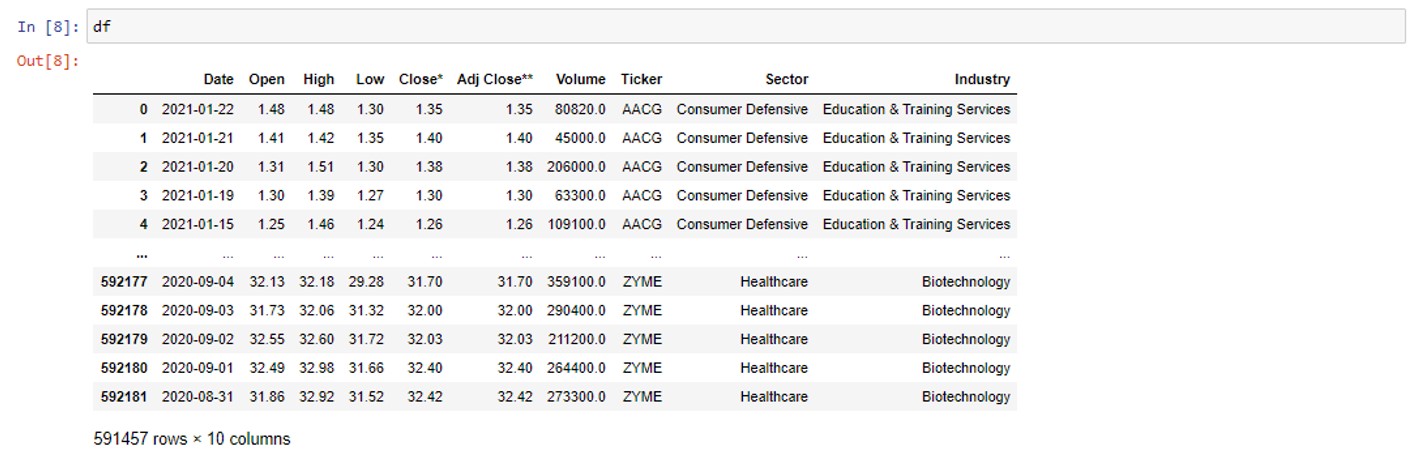 In [8]: df
Out[8]:
Date Open High Low Close* Adj Close** Volume Ticker Sector Industry
0 2021-01-22 1.48 1.48 1.30 1.35 1.35 80820.0 AACG Consumer Defensive Education & Training Services
1 2021-01-21 1.41 1.42 1.35 1.40 1.40 45000.0 AACG Consumer Defensive Education & Training Services
2 2021-01-20 1.31 1.51 1.30 1.38 1.38 206000.0 AACG Consumer Defensive Education & Training Services
3 2021-01-19 1.30 1.39 1.27 1.30 1.30 63300.0 AACG Consumer Defensive Education & Training Services
4 2021-01-15 1.25 1.46 1.24 1.26 1.26 109100.0 AACG Consumer Defensive Education & Training Services
... ... ... ... ... ... ... ... ... ... ...
592177 2020-09-04 32.13 32.18 29.28 31.70 31.70 359100.0 ZYME Healthcare Biotechnology
592178 2020-09-03 31.73 32.06 31.32 32.00 32.00 290400.0 ZYME Healthcare Biotechnology
592179 2020-09-02 32.55 32.60 31.72 32.03 32.03 211200.0 ZYME Healthcare Biotechnology
592180 2020-09-01 32.49 32.98 31.66 32.40 32.40 264400.0 ZYME Healthcare Biotechnology
592181 2020-08-31 31.86 32.92 31.52 32.42 32.42 273300.0 ZYME Healthcare Biotechnology
591457 rows × 10 columns